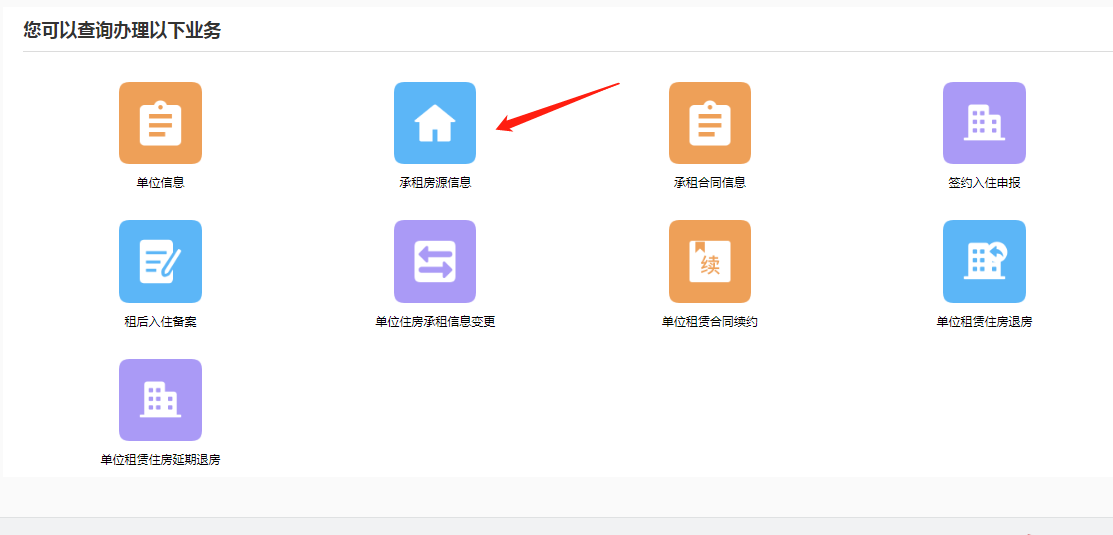 您可以查询办理以下业务
单位信息
承租房源信息
承租合同信息
签约入住申报
租后入住备案
单位住房承租信息变更
续
单位租赁合同续约
单位租赁住房退房
单位租赁住房延期退房